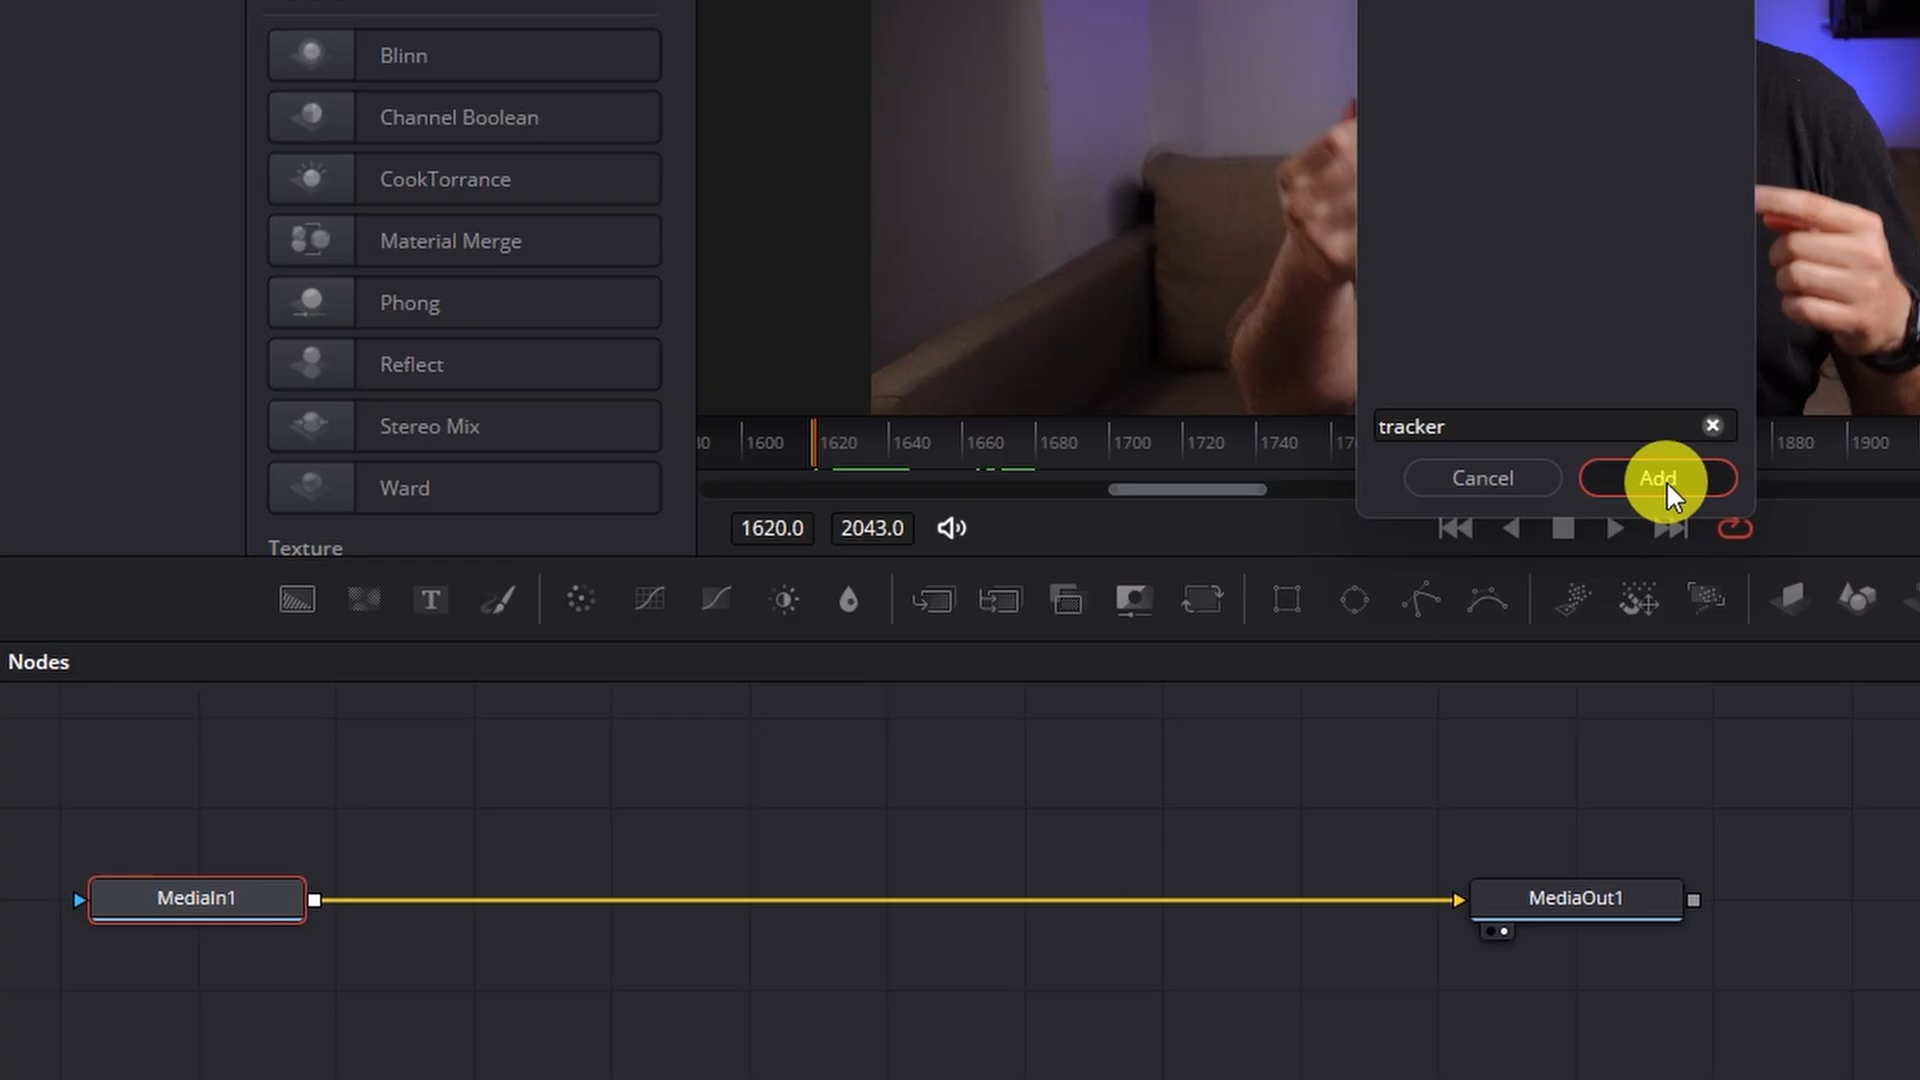 Blinn
Channel Boolean
CookTorrance
Material Merge
Phong
Reflect
Stereo Mix
Ward
Texture
1600
1620
1640
1660
1680
1700
1720
1740
1880
1900
tracker
Cancel
Add
1620.0
2043.0
T
Nodes
MediaIn1
MediaOut1